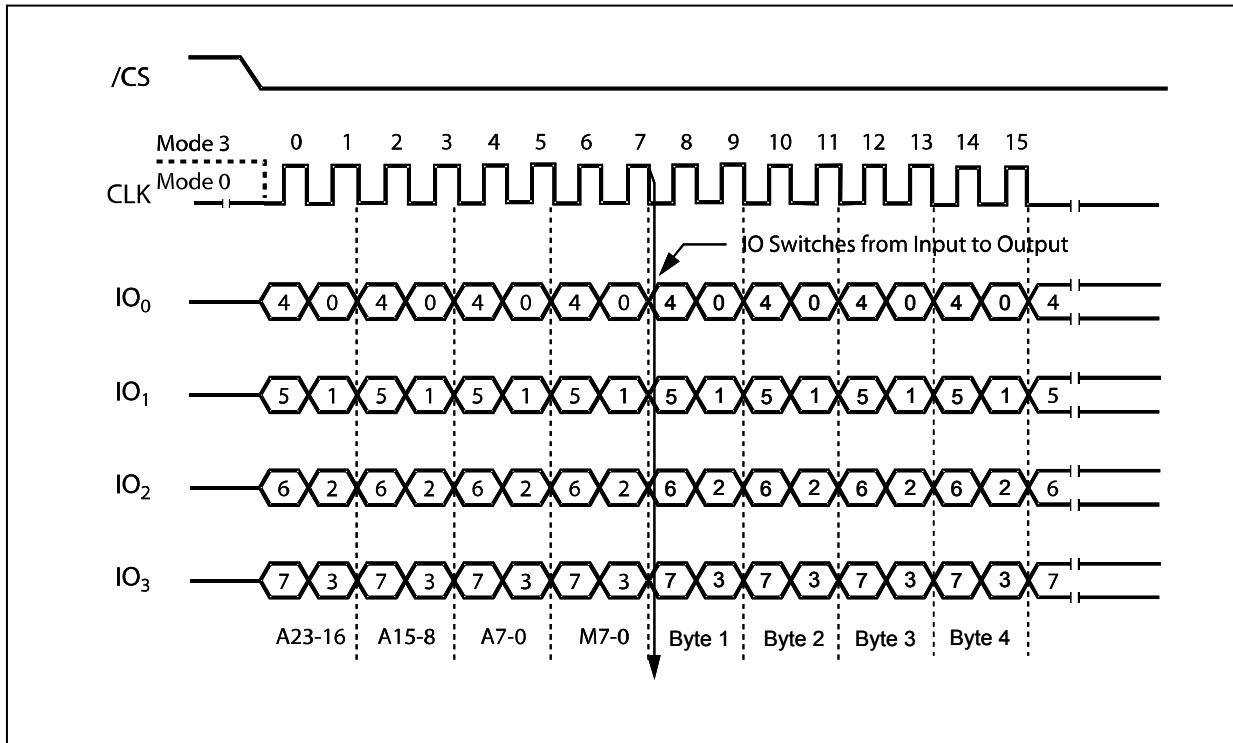 /CS
0 1 2 3 4 5 6 7 8 9 10 11 12 13 14 15
Mode 3
Mode 0
CLK
IO Switches from Input to Output
IO0 4 0 4 0 4 0 4 0 4 0 4 0 4 0 4 0 4
IO1 5 1 5 1 5 1 5 1 5 1 5 1 5 1 5 1 5
IO2 6 2 6 2 6 2 6 2 6 2 6 2 6 2 6 2 6
IO3 7 3 7 3 7 3 7 3 7 3 7 3 7 3 7 3 7
A23-16 A15-8 A7-0 M7-0 Byte 1 Byte 2 Byte 3 Byte 4